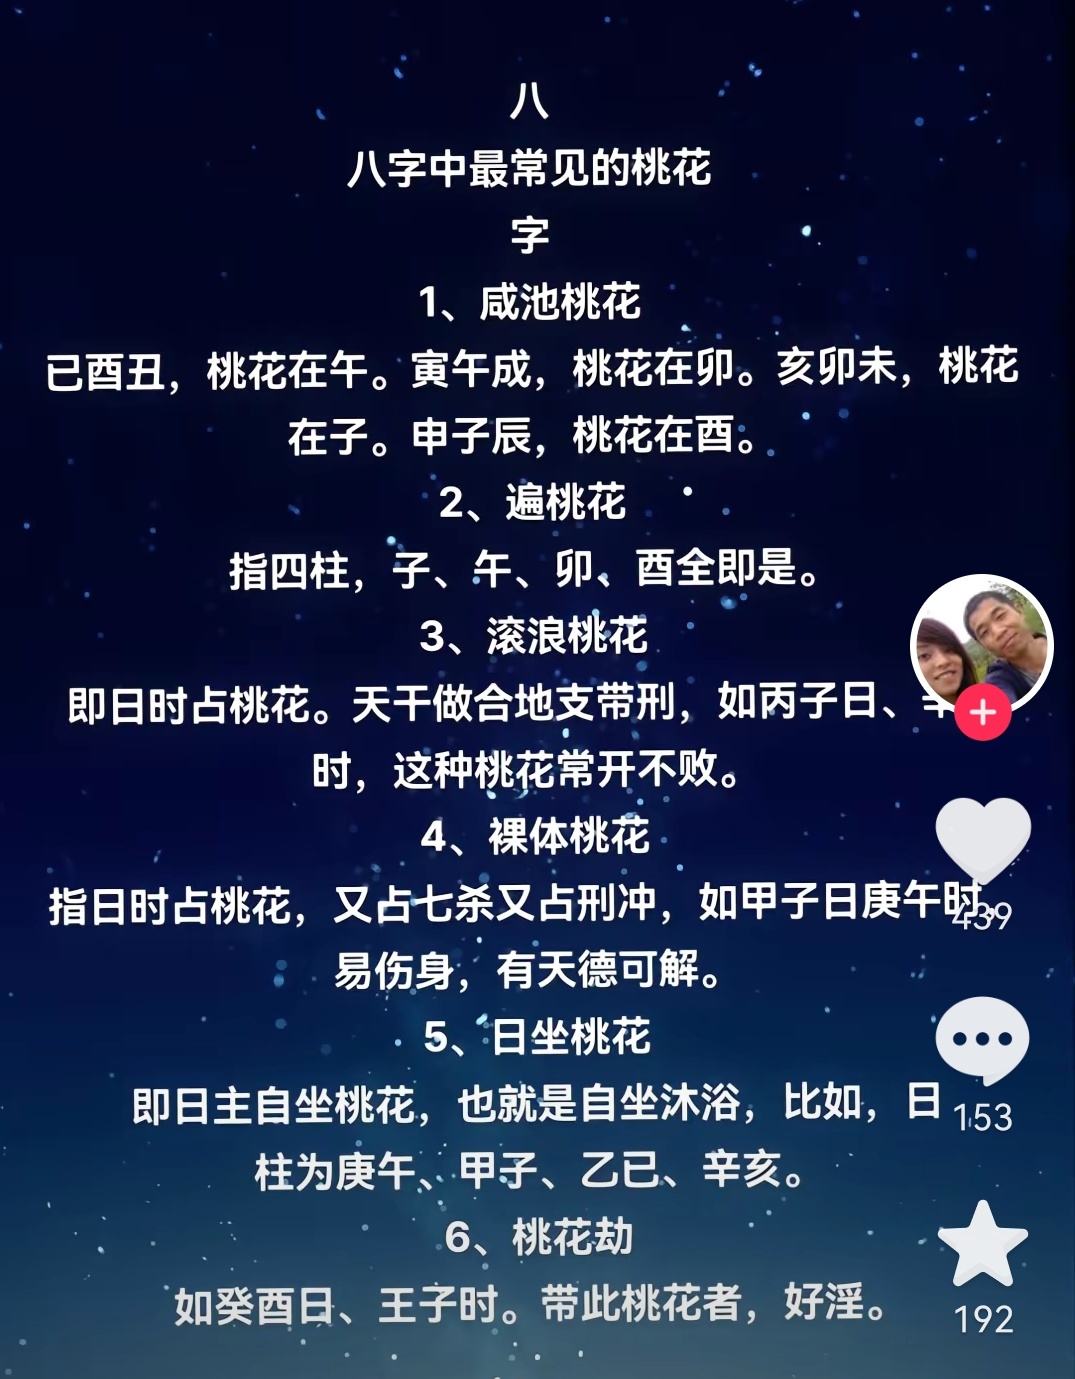 八
八字中最常见的桃花
字
1、咸池桃花
已酉丑，桃花在午。寅午成，桃花在卯。亥卯未，桃花
在子。申子辰，桃花在酉。
2、遍桃花
指四柱，子、午、卯、酉全即是。
3、滚浪桃花
即日时占桃花。天干做合地支带刑，如丙子日、
时，这种桃花常开不败。
4、裸体桃花
指日时占桃花，又占七杀又占刑冲，如甲子日庚午时，
439
易伤身，有天德可解。
5、日坐桃花
即日主自坐桃花，也就是自坐沐浴，比如，日
153
柱为庚午、甲子、乙已、辛亥。
6、桃花劫
如癸酉日、王子时。带此桃花者，好淫。
192